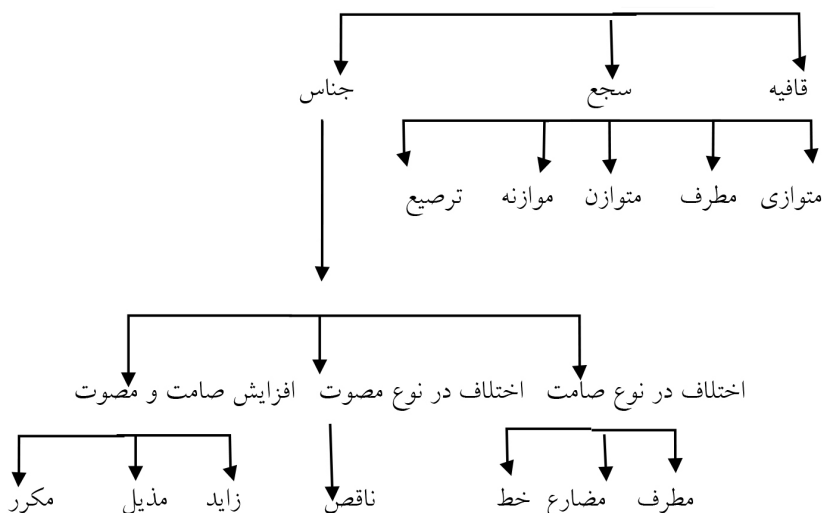 قافیه سجع جناس
متوازی مطرف متوازن موازنه ترصیع
اختلاف در نوع صامت اختلاف در نوع مصوت افزایش صامت و مصوت
مطرف مضارع خط ناقص زاید مذیل مکرر